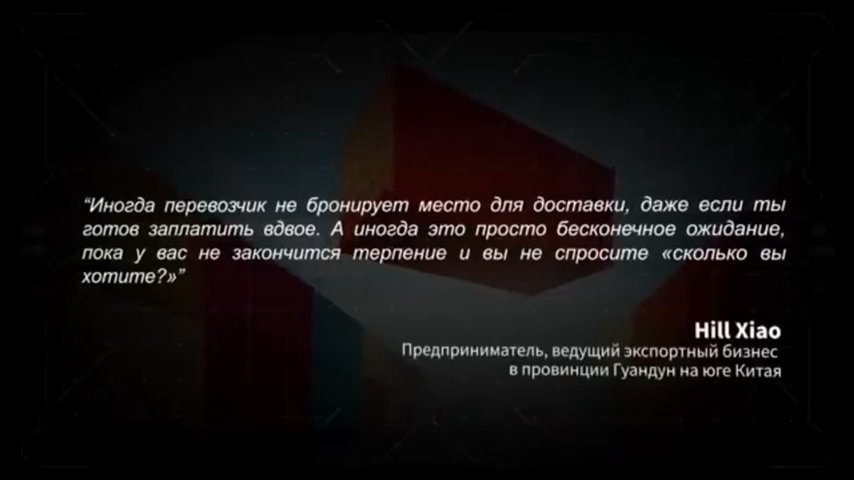 “Иногда перевозчик не бронирует место для доставки, даже если ты
готов заплатить вдвое. А иногда это просто бесконечное ожидание,
пока у вас не закончится терпение и вы не спросите «сколько вы
хотите?»”
Hill Xiao
Предприниматель, ведущий экспортный бизнес
в провинции Гуандун на юге Китая